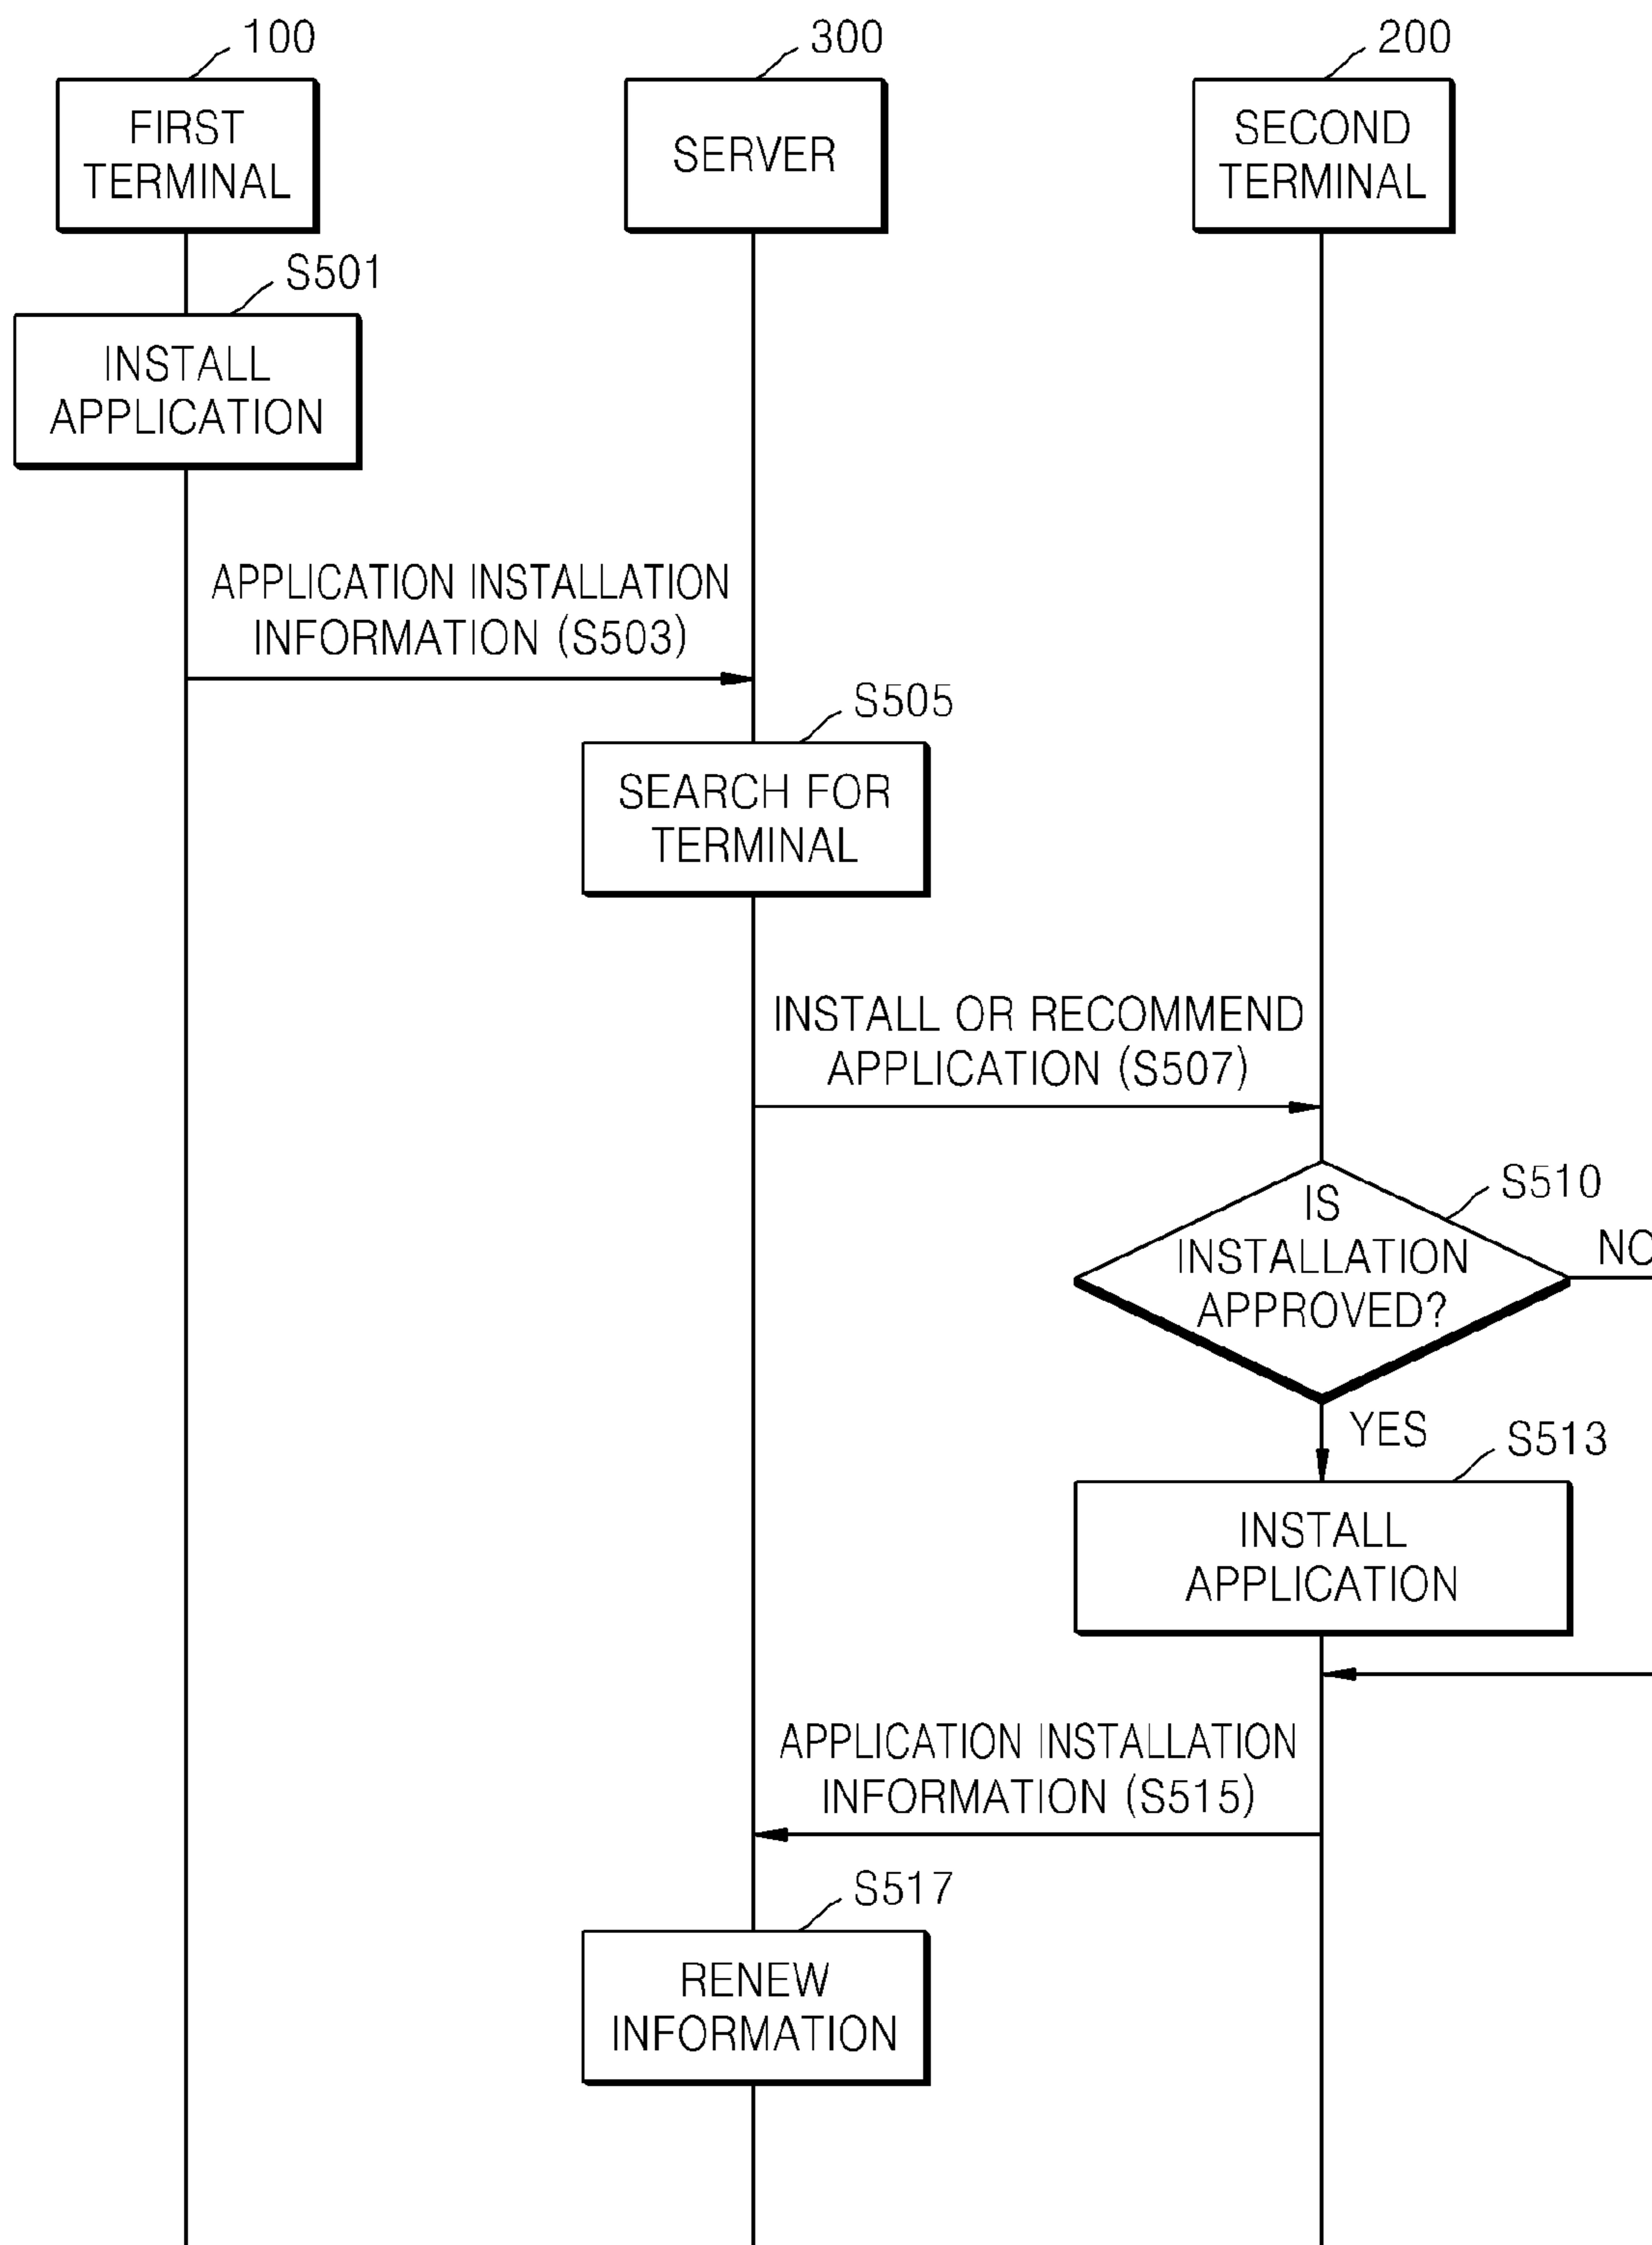 100
300
200
FIRST
TERMINAL
SERVER
SECOND
TERMINAL
S501
INSTALL
APPLICATION
APPLICATION INSTALLATION
INFORMATION (S503)
S505
SEARCH FOR
TERMINAL
INSTALL OR RECOMMEND
APPLICATION (S507)
S510
IS
INSTALLATION
APPROVED?
NO
YES
S513
INSTALL
APPLICATION
APPLICATION INSTALLATION
INFORMATION (S515)
S517
RENEW
INFORMATION